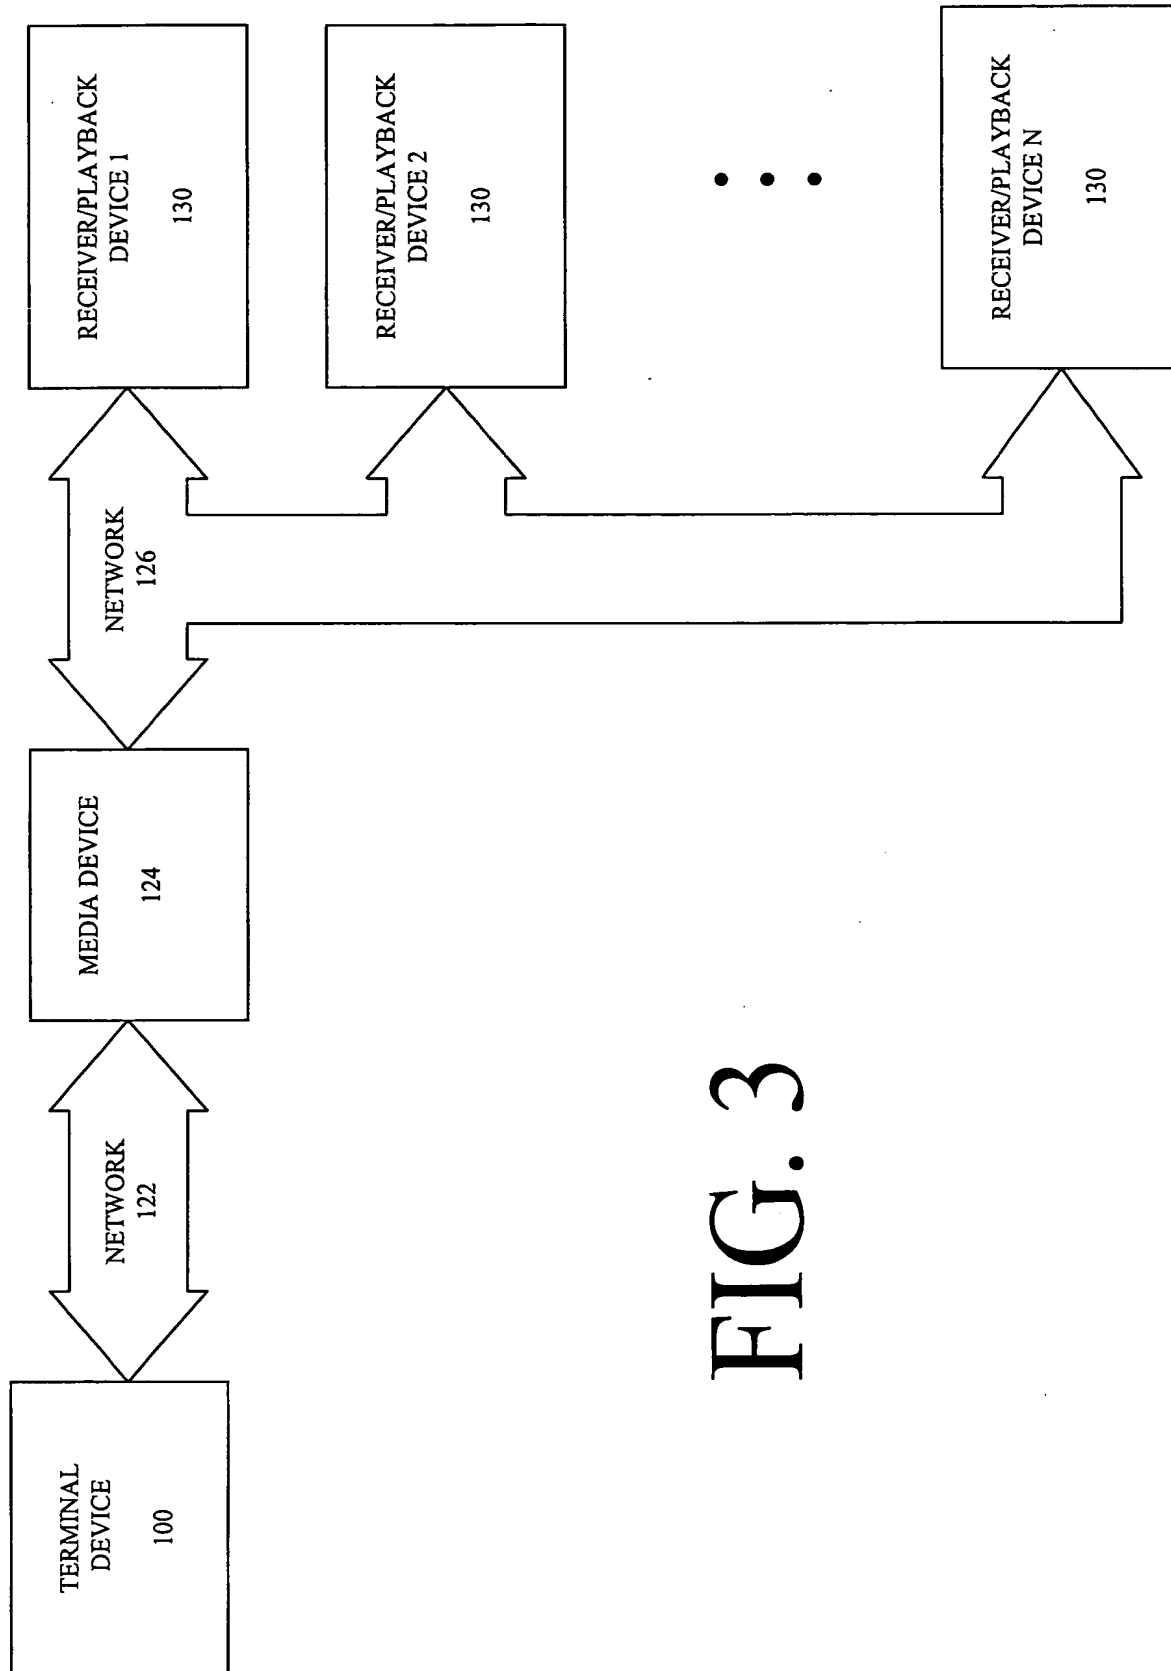 TERMINAL
DEVICE
100
NETWORK
122
MEDIA DEVICE
124
NETWORK
126
RECEIVER/PLAYBACK
DEVICE 1
130
RECEIVER/PLAYBACK
DEVICE 2
130
RECEIVER/PLAYBACK
DEVICE N
130
FIG. 3